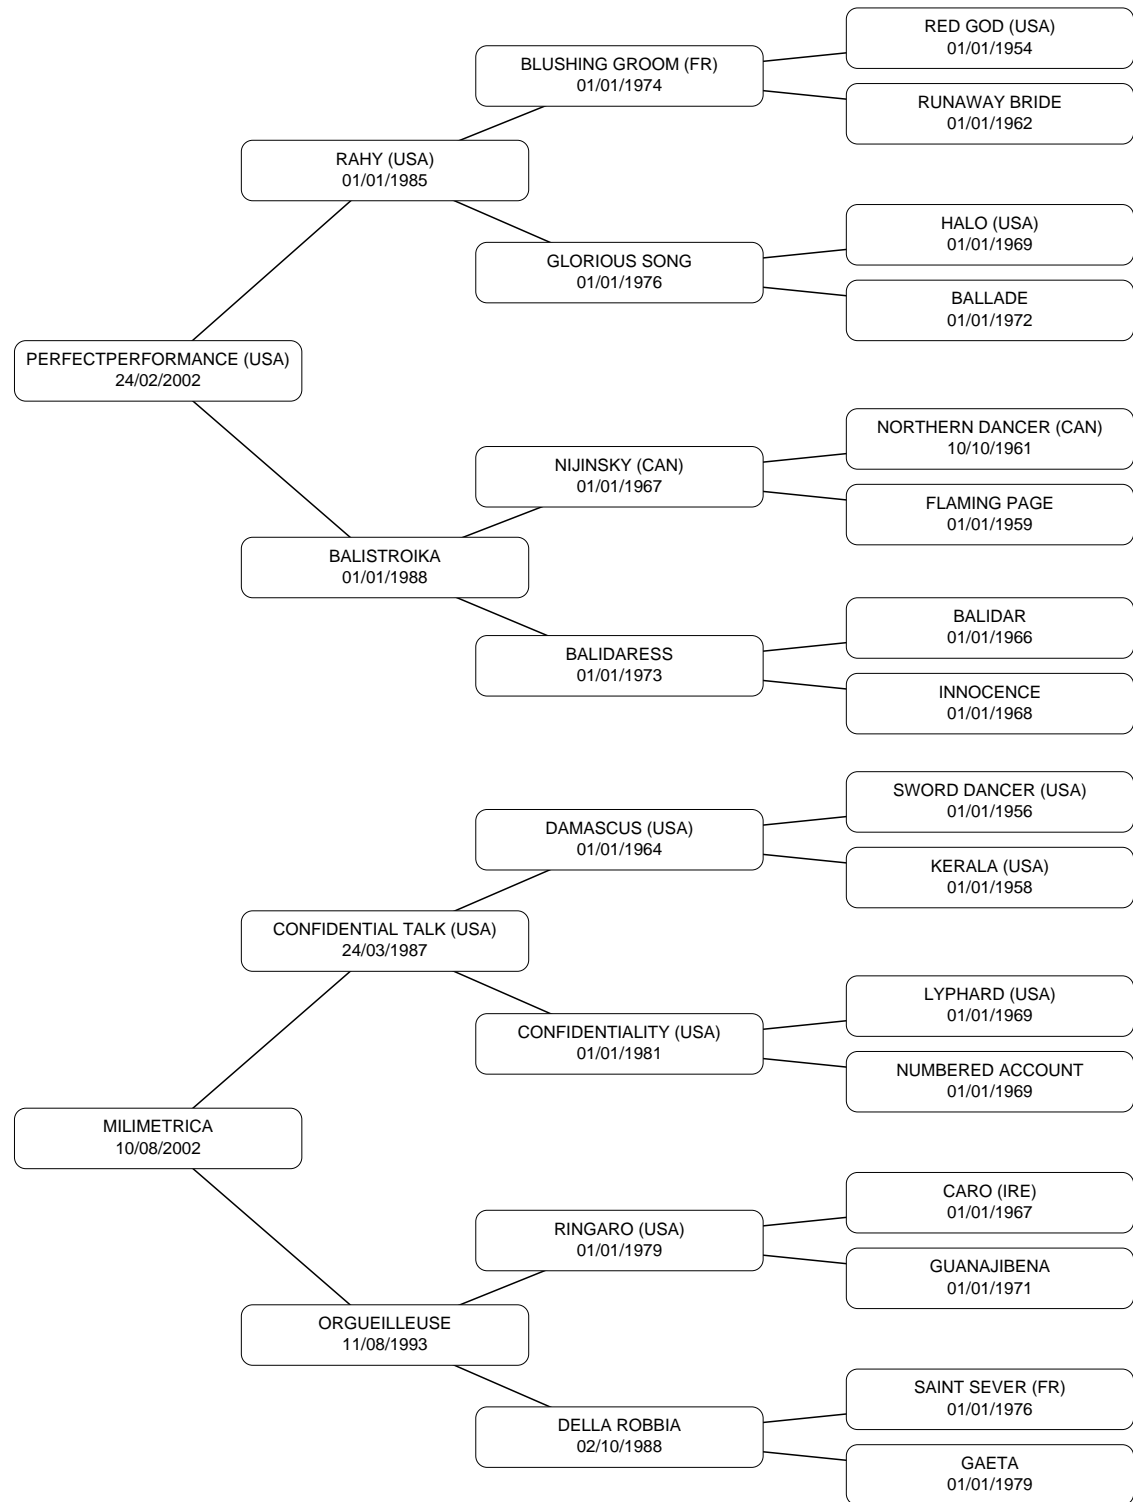 RED GOD (USA)
01/01/1954
BLUSHING GROOM (FR)
01/01/1974
RUNAWAY BRIDE
01/01/1962
RAHY (USA)
01/01/1985
HALO (USA)
01/01/1969
GLORIOUS SONG
01/01/1976
BALLADE
01/01/1972
PERFECTPERFORMANCE (USA)
24/02/2002
NORTHERN DANCER (CAN)
10/10/1961
NIJINSKY (CAN)
01/01/1967
FLAMING PAGE
01/01/1959
BALISTROIKA
01/01/1988
BALIDAR
01/01/1966
BALIDARESS
01/01/1973
INNOCENCE
01/01/1968
SWORD DANCER (USA)
01/01/1956
DAMASCUS (USA)
01/01/1964
KERALA (USA)
01/01/1958
CONFIDENTIAL TALK (USA)
24/03/1987
LYPHARD (USA)
01/01/1969
CONFIDENTIALITY (USA)
01/01/1981
NUMBERED ACCOUNT
01/01/1969
MILIMETRICA
10/08/2002
CARO (IRE)
01/01/1967
RINGARO (USA)
01/01/1979
GUANAJIBENA
01/01/1971
ORGUEILLEUSE
11/08/1993
SAINT SEVER (FR)
01/01/1976
DELLA ROBBIA
02/10/1988
GAETA
01/01/1979